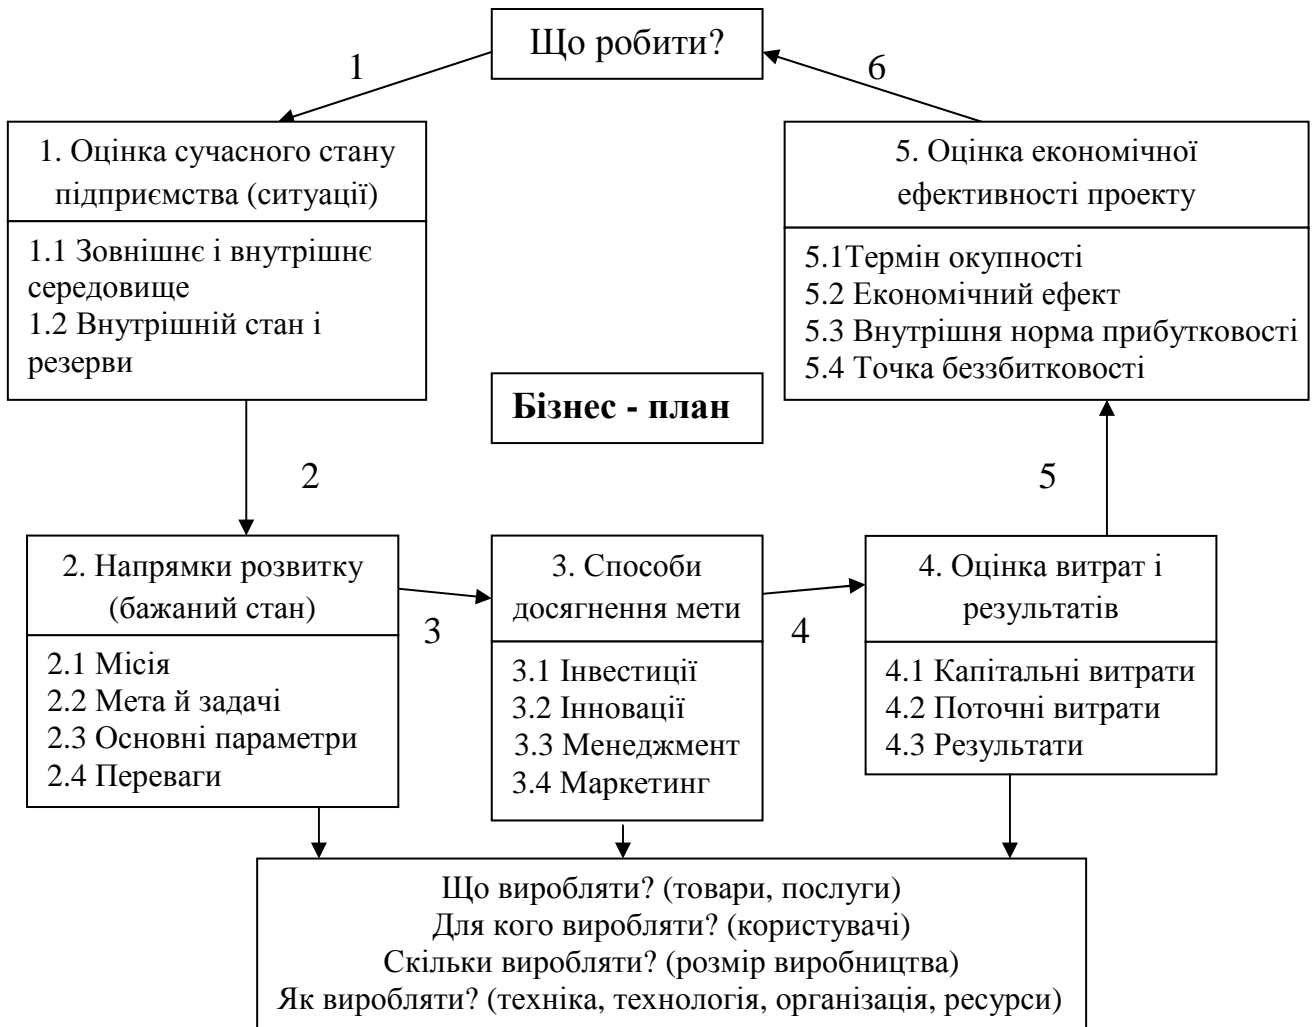 Що робити?
1
6
1. Оцінка сучасного стану
підприємства (ситуації)
1.1 Зовнішнє і внутрішнє
середовище
1.2 Внутрішній стан і
резерви
5. Оцінка економічної
ефективності проекту
5.1Термін окупності
5.2 Економічний ефект
5.3 Внутрішня норма прибутковості
5.4 Точка беззбитковості
Бізнес - план
2
5
2. Напрямки розвитку
(бажаний стан)
2.1 Місія
2.2 Мета й задачі
2.3 Основні параметри
2.4 Переваги
3
3. Способи
досягнення мети
3.1 Інвестиції
3.2 Інновації
3.3 Менеджмент
3.4 Маркетинг
4
4. Оцінка витрат і
результатів
4.1 Капітальні витрати
4.2 Поточні витрати
4.3 Результати
Що виробляти? (товари, послуги)
Для кого виробляти? (користувачі)
Скільки виробляти? (розмір виробництва)
Як виробляти? (техніка, технологія, організація, ресурси)